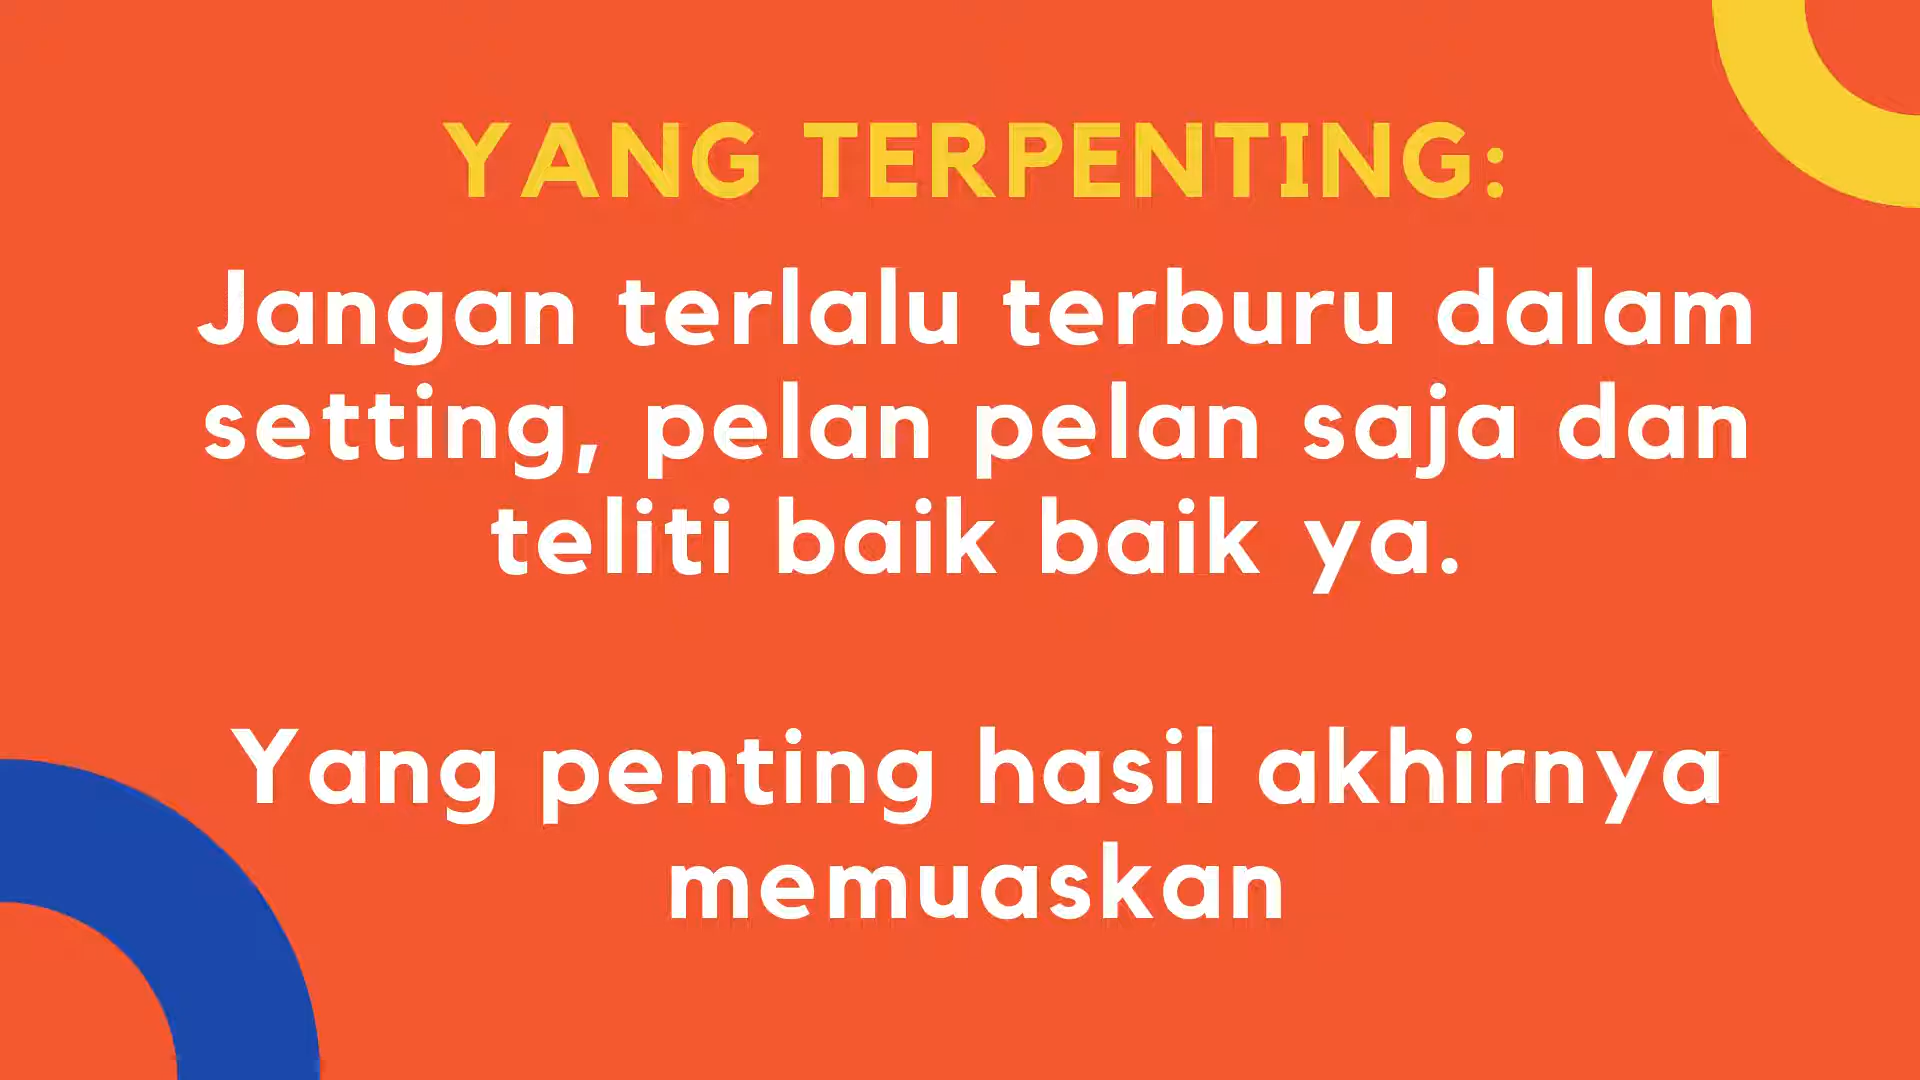 YANG TERPENTING:
Jangan terlalu terburu dalam
setting, pelan pelan saja dan
teliti baik baik ya.
Yang penting hasil akhirnya
memuaskan